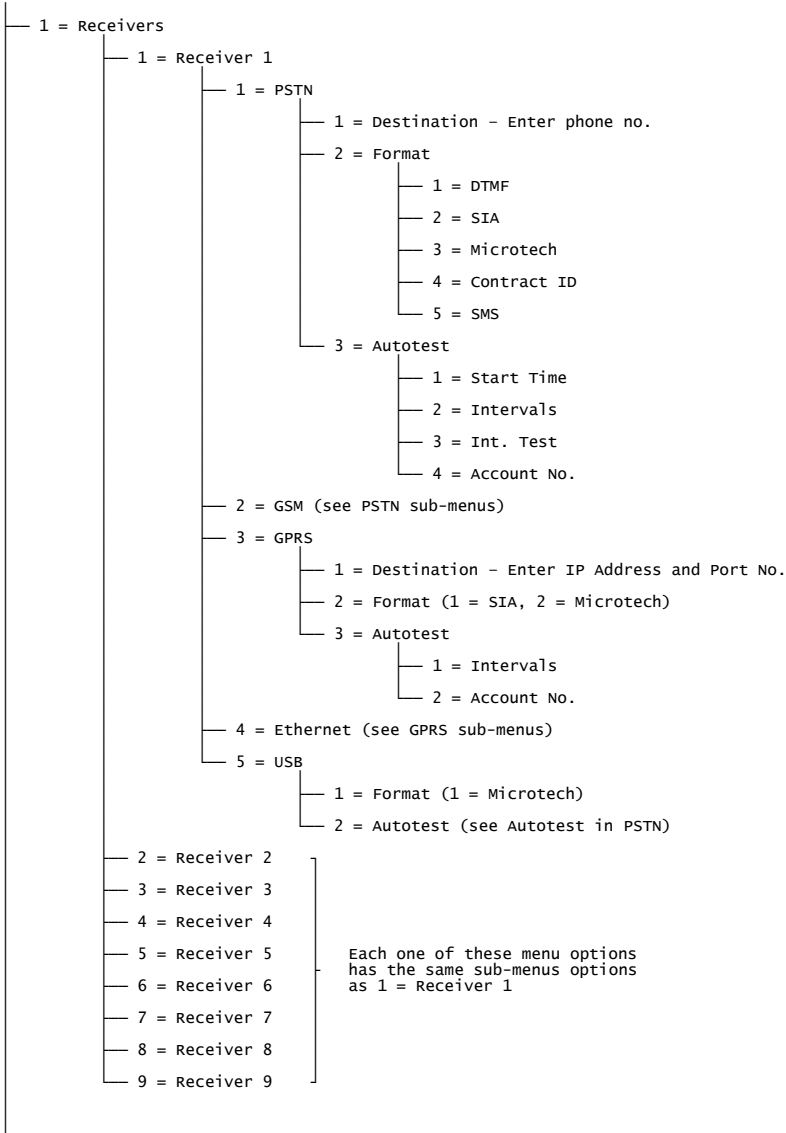 1 = Receivers
1 = Receiver 1
1 = PSTN
1 = Destination – Enter phone no.
2 = Format
1 = DTMF
2 = SIA
3 = Microtech
4 = Contract ID
5 = SMS
3 = Autotest
1 = Start Time
2 = Intervals
3 = Int. Test
4 = Account No.
2 = GSM (see PSTN sub-menus)
3 = GPRS
1 = Destination – Enter IP Address and Port No.
2 = Format (1 = SIA, 2 = Microtech)
3 = Autotest
1 = Intervals
2 = Account No.
4 = Ethernet (see GPRS sub-menus)
5 = USB
1 = Format (1 = Microtech)
2 = Autotest (see Autotest in PSTN)
2 = Receiver 2
3 = Receiver 3
4 = Receiver 4
5 = Receiver 5
6 = Receiver 6
7 = Receiver 7
8 = Receiver 8
9 = Receiver 9
Each one of these menu options
has the same sub-menus options
as 1 = Receiver 1